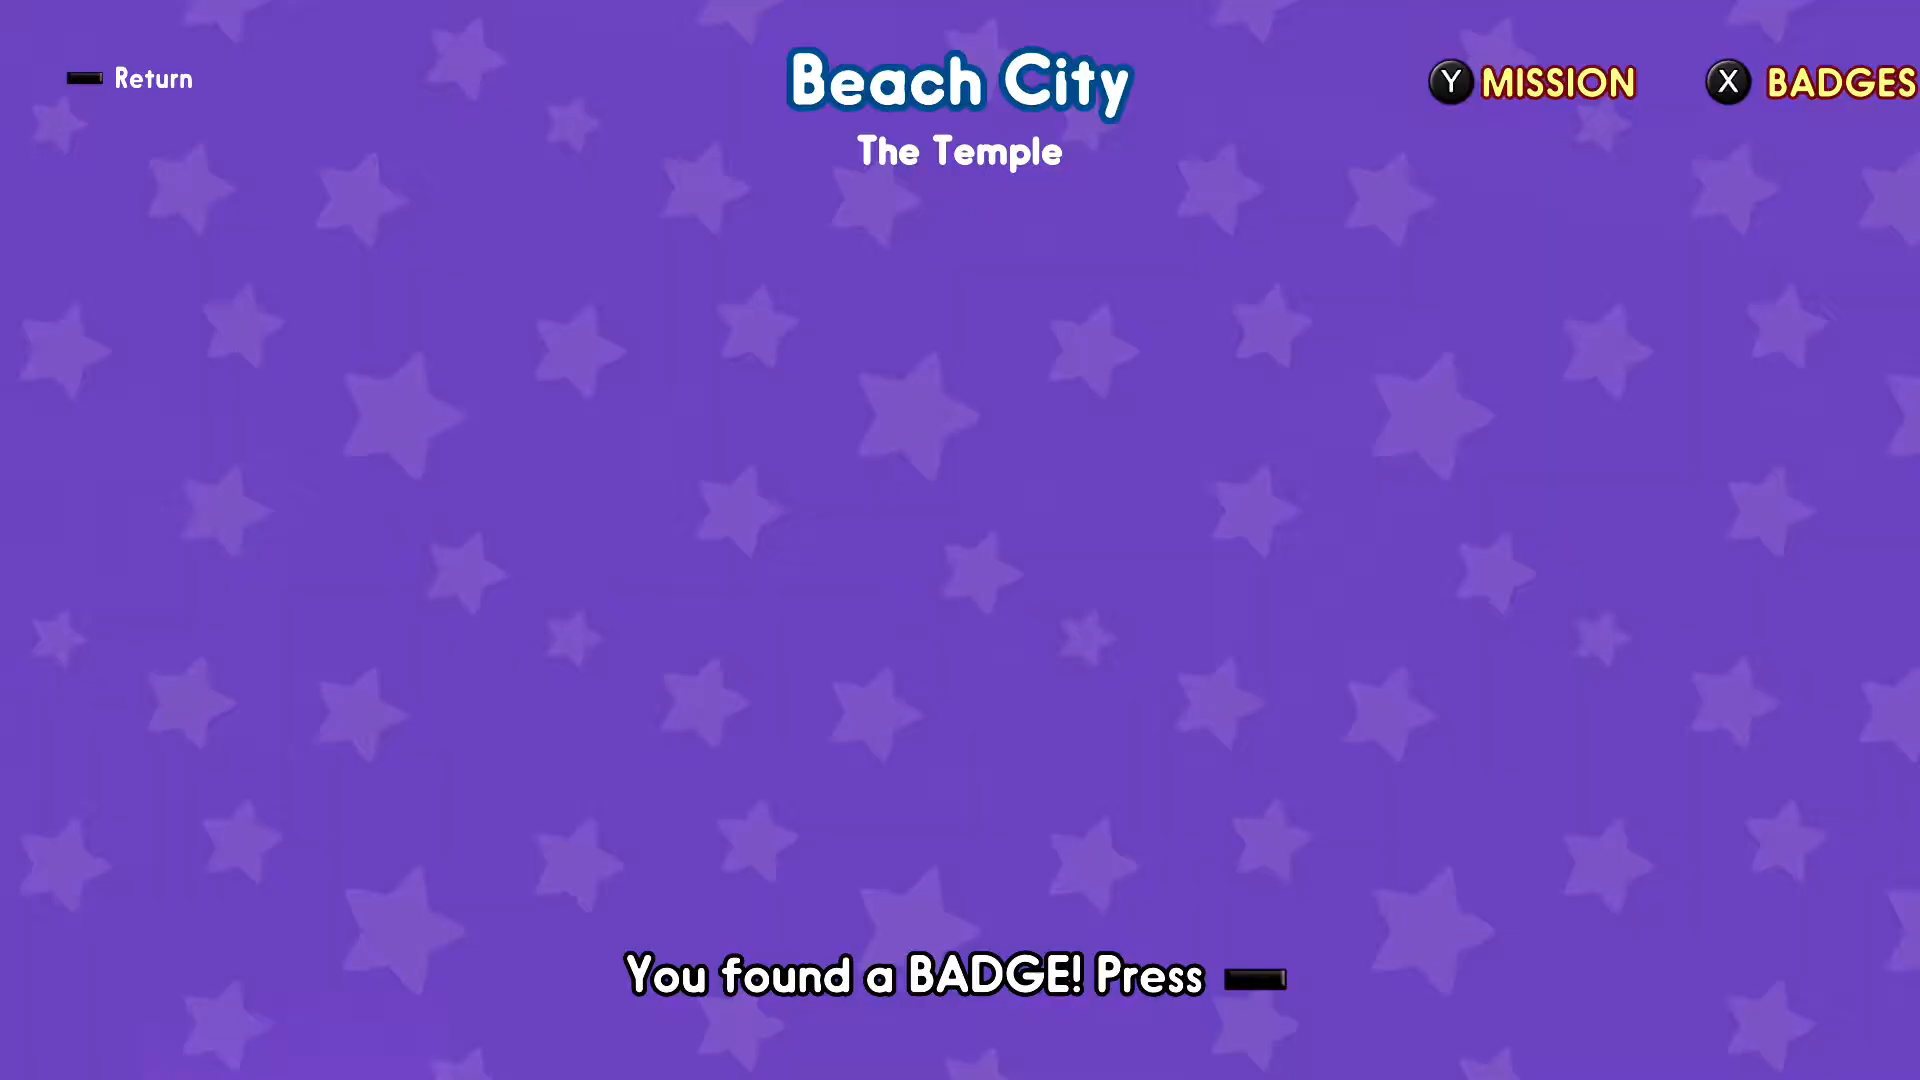 Return
Beach City
The Temple
Y MISSION
X BADGES
You found a BADGE! Press